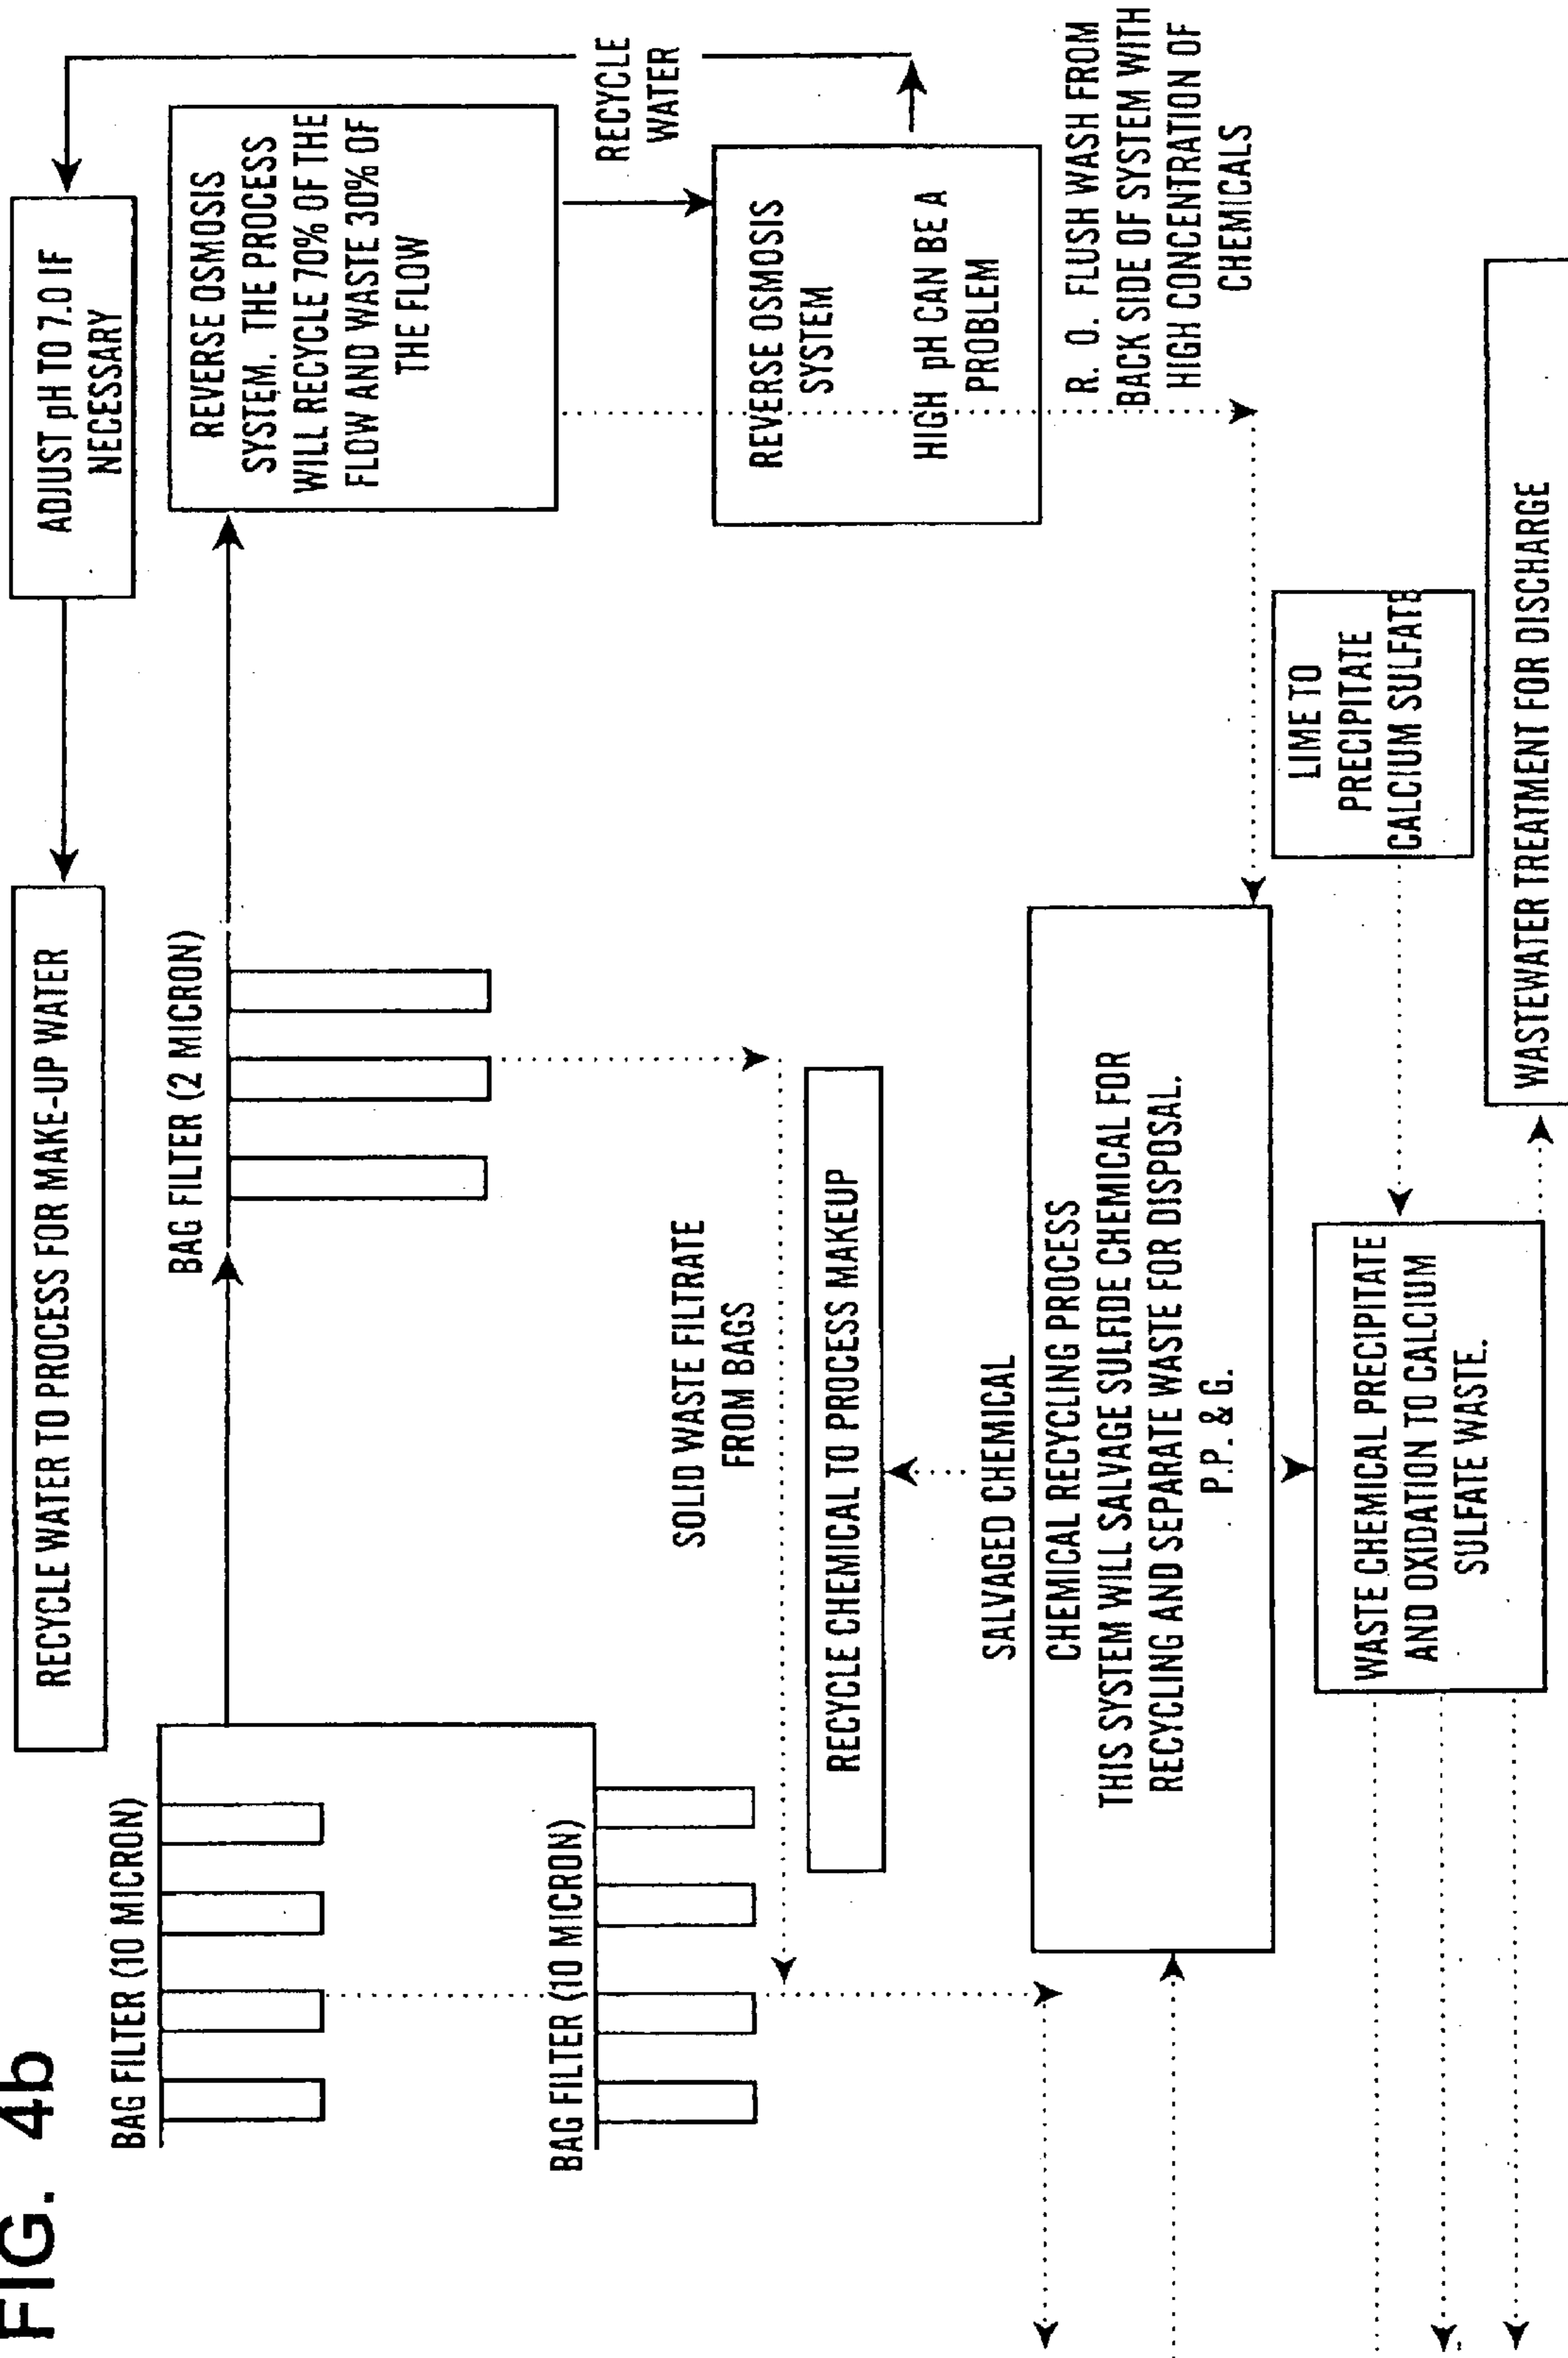 FIG. 4b
RECYCLE WATER TO PROCESS FOR MAKE-UP WATER
ADJUST pH TO 7.0 IF
NECESSARY
BAG FILTER (10 MICRON)
BAG FILTER (2 MICRON)
REVERSE OSMOSIS
SYSTEM. THE PROCESS
WILL RECYCLE 70% OF THE
FLOW AND WASTE 30% OF
THE FLOW
RECYCLE
WATER
BAG FILTER (10 MICRON)
SOLID WASTE FILTRATE
FROM BAGS
REVERSE OSMOSIS
SYSTEM
HIGH pH CAN BE A
PROBLEM
RECYCLE CHEMICAL TO PROCESS MAKEUP
SALVAGED CHEMICAL
R. O. FLUSH WASH FROM
BACK SIDE OF SYSTEM WITH
HIGH CONCENTRATION OF
CHEMICALS
CHEMICAL RECYCLING PROCESS
THIS SYSTEM WILL SALVAGE SULFIDE CHEMICAL FOR
RECYCLING AND SEPARATE WASTE FOR DISPOSAL.
P.P. & G.
LIME TO
PRECIPITATE
CALCIUM SULFATE
WASTE CHEMICAL PRECIPITATE
AND OXIDATION TO CALCIUM
SULFATE WASTE.
WASTEWATER TREATMENT FOR DISCHARGE